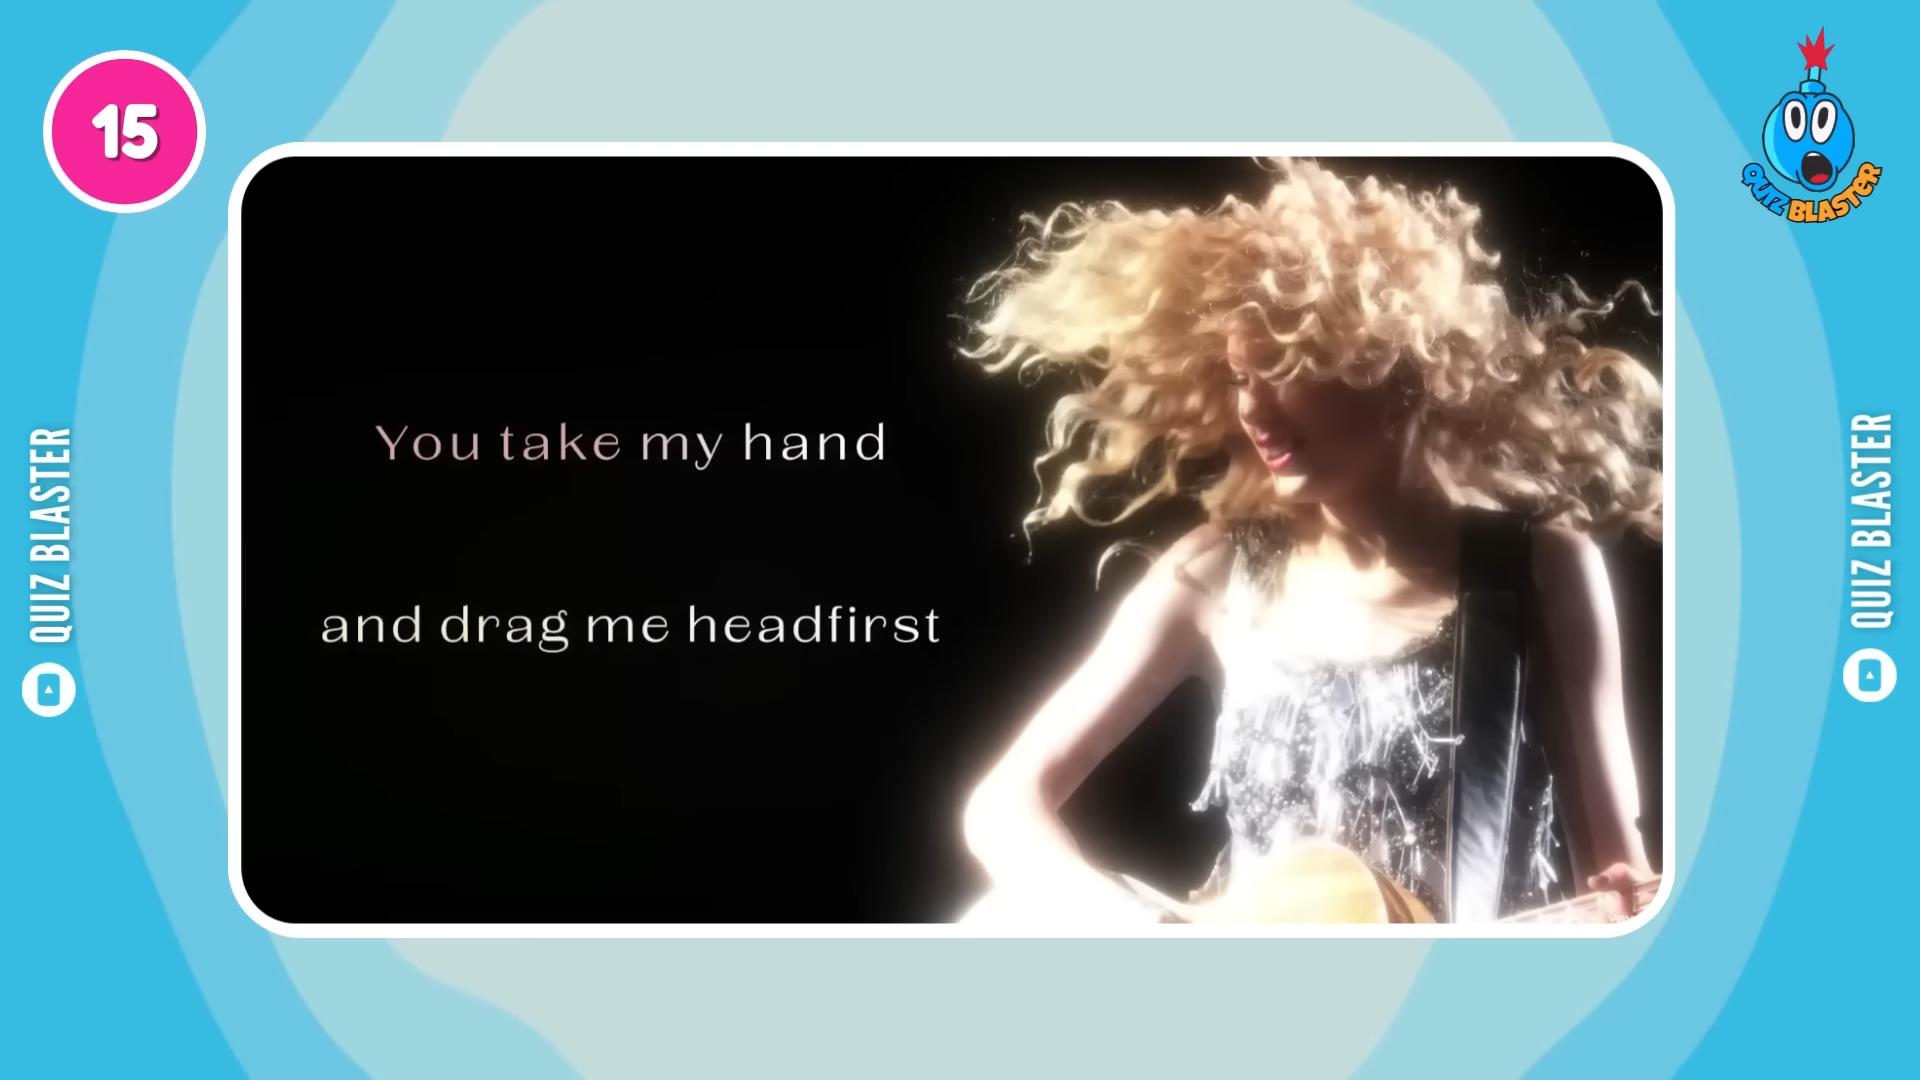 15
QUIZ BLASTER
You take my hand
and drag me headfirst
QUIZ BLASTER
QUIZ BLASTER